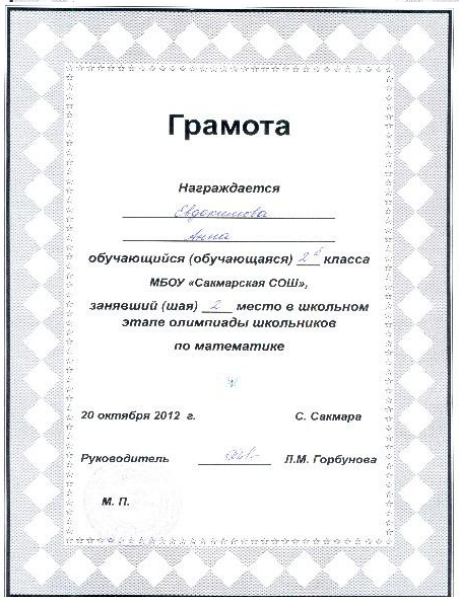 Грамота
Награждается
Евдокимова
Анна
обучающийся (обучающаяся) 2 б класса
МБОУ «Сакмарская СОШ»,
занявший (шая) 2 место в школьном
этапе олимпиады школьников
по математике
20 октября 2012 г. С. Сакмара
Руководитель Л.М. Горбунова
М. П.